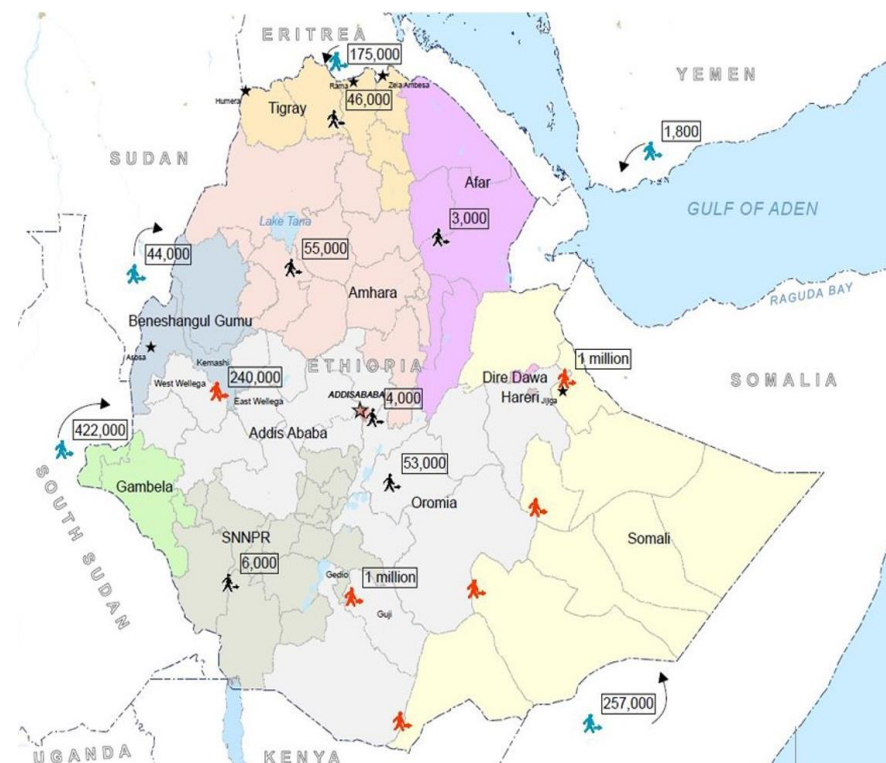 ERITREA
175,000
YEMEN
Humera
Rama
Zela Ambesa
46,000
Tigray
1,800
SUDAN
Afar
Lake Tana
3,000
GULF OF ADEN
44,000
55,000
Amhara
RAGUDA BAY
Beneshangul Gumu
Asosa
Kemashi
ETHIOPIA
1 million
West Wellega
240,000
East Wellega
ADDISABABA
4,000
Dire Dawa
Hareri
Jijga
SOMALIA
422,000
Addis Ababa
53,000
Gambela
Oromia
SOUTH SUDAN
SNNPR
Somali
6,000
Gedio
1 million
Guji
257,000
UGANDA
KENYA